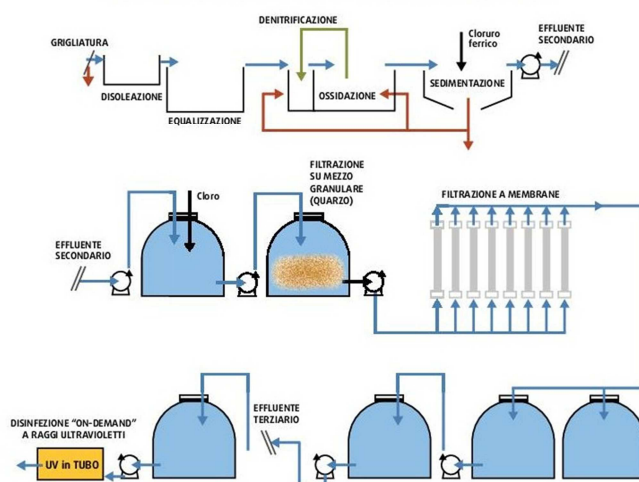 DENITRIFICAZIONE
Cloruro
ferrico
EFFLUENTE
SECONDARIO
GRIGLIATURA
DISOLEAZIONE
EQUALIZZAZIONE
OSSIDAZIONE
SEDIMENTAZIONE
FILTRAZIONE
SU MEZZO
GRANULARE
(QUARZO)
Cloro
FILTRAZIONE A MEMBRANE
EFFLUENTE
SECONDARIO
DISINFEZIONE "ON-DEMAND"
A RAGGI ULTRAVIOLETTI
UV in TUBO
EFFLUENTE
TERZIARIO